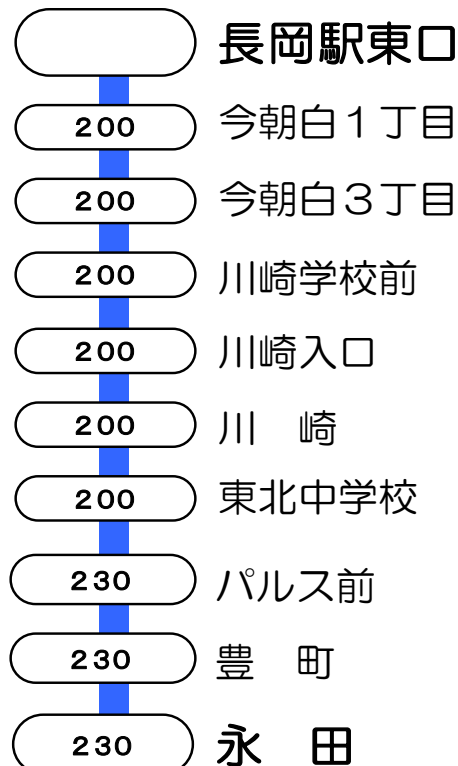 長岡駅東口
200 今朝白1丁目
200 今朝白3丁目
200 川崎学校前
200 川崎入口
200 川　崎
200 東北中学校
230 パルス前
230 豊　町
230 永　田